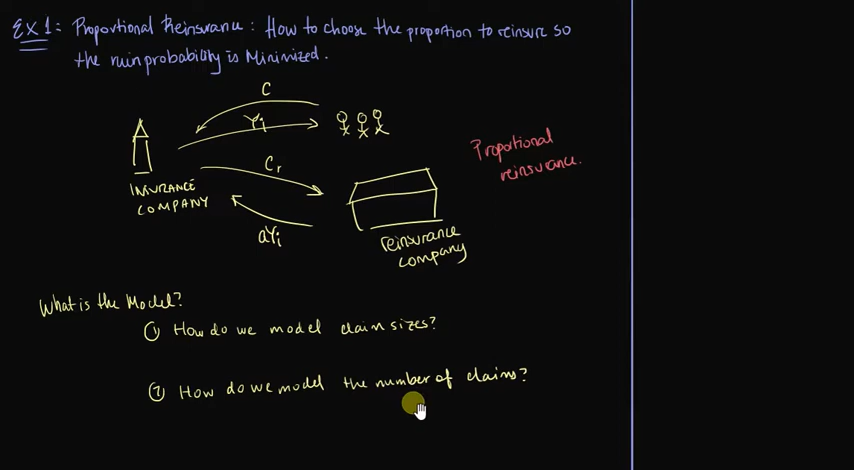 EX 1: Proportional Reinsurance: How to choose the proportion to reinsure so
the ruin probability is Minimized.
C
Yi
Cr
Proportional
reinsurance.
INSURANCE
COMPANY
aYi
reinsurance
company
What is the Model?
① How do we model claim sizes?
② How do we model the number of claims?